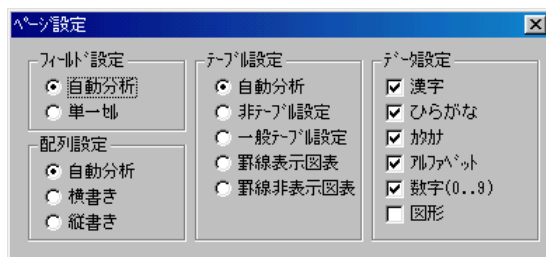 ﾍﾟｰｼﾞ設定
ﾌｨｰﾙﾄﾞ設定
自動分析
単一ｾﾙ
配列設定
自動分析
横書き
縦書き
ﾃｰﾌﾞﾙ設定
自動分析
非ﾃｰﾌﾞﾙ設定
一般ﾃｰﾌﾞﾙ設定
罫線表示図表
罫線非表示図表
ﾃﾞｰﾀ設定
漢字
ひらがな
ｶﾀｶﾅ
ｱﾙﾌｧﾍﾞｯﾄ
数字(0..9)
図形